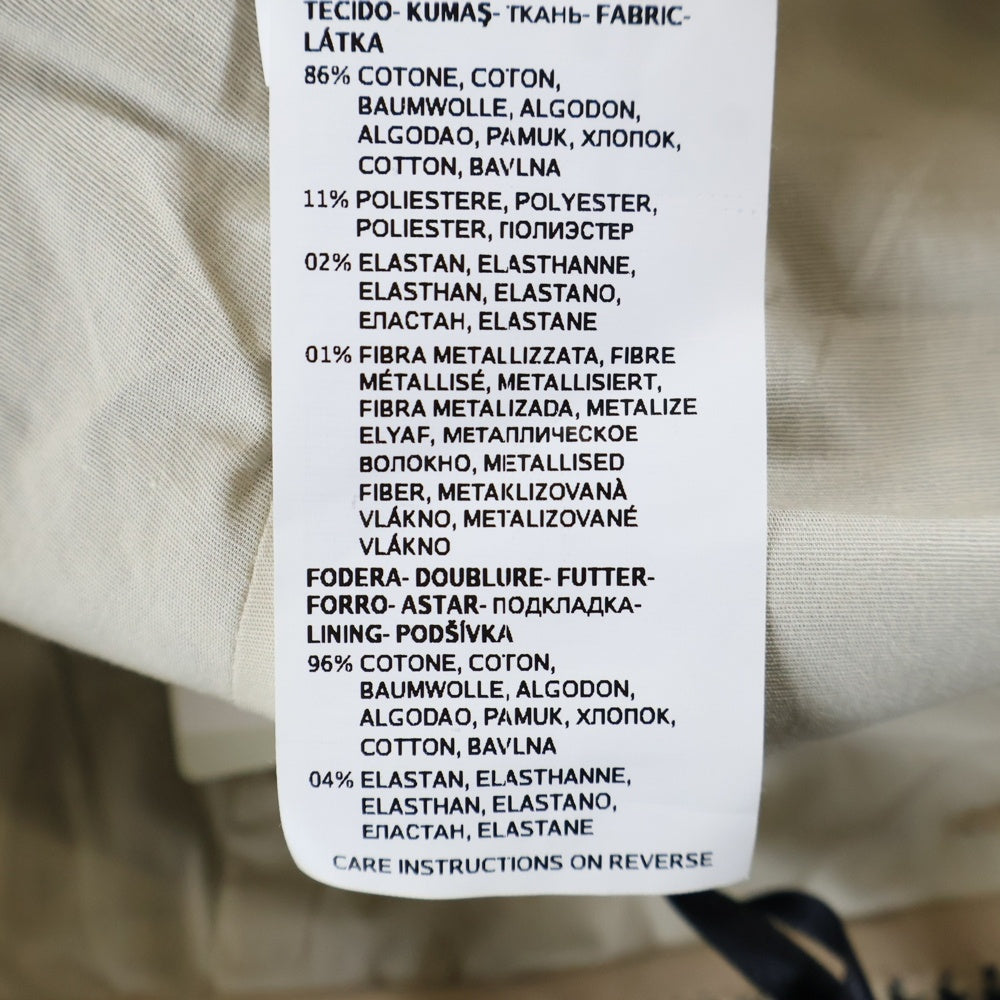 TECIDO- KUMAŞ- ТКАНЬ- FABRIC-
LÁTKA
86% COTONE, COTON,
BAUMWOLLE, ALGODON,
ALGODAO, PAMUK, ХЛОПОК,
COTTON, BAVLNA
11% POLIESTERE, POLYESTER,
POLIESTER, ПОЛИЭСТЕР
02% ELASTAN, ELASTHANNE,
ELASTHAN, ELASTANO,
ЕЛАСТАН, ELASTANE
01% FIBRA METALLIZZATA, FIBRE
MÉTALLISÉ, METALLISIERT,
FIBRA METALIZADA, METALIZE
ELYAF, МЕТАПЛИЧЕСКОЕ
ВОЛОКНО, METALLISED
FIBER, METAKLIZOVANÀ
VLÁKNO, METALIZOVANÉ
VLÁKNO
FODERA- DOUBLURE- FUTTER-
FORRO- ASTAR- ПОДКЛАДКА-
LINING- PODŠÍVKA
96% COTONE, COTON,
BAUMWOLLE, ALGODON,
ALGODAO, PAMUK, ХЛОПОК,
COTTON, BAVLNA
04% ELASTAN, ELASTHANNE,
ELASTHAN, ELASTANO,
ЕЛАСТАН, ELASTANE
CARE INSTRUCTIONS ON REVERSE